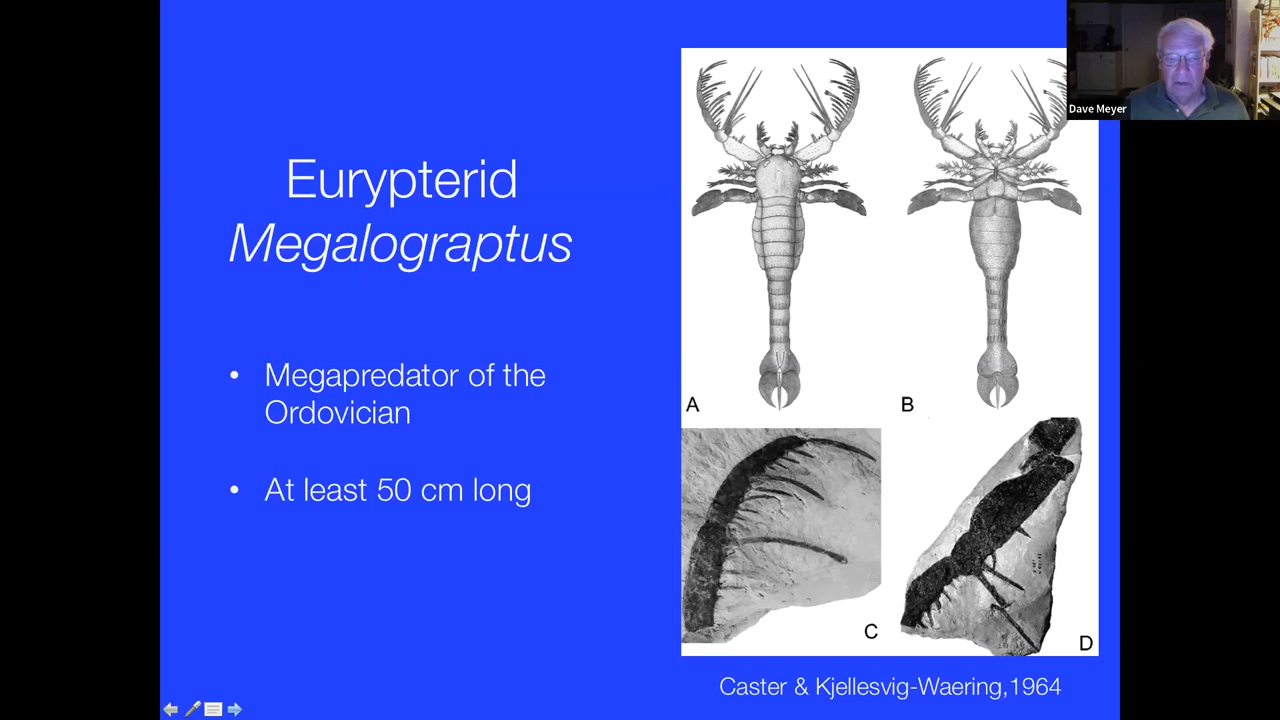 Eurypterid
Megalograptus
• Megapredator of the
Ordovician
• At least 50 cm long
A
B
C
D
Caster & Kjellesvig-Waering,1964
Dave Meyer